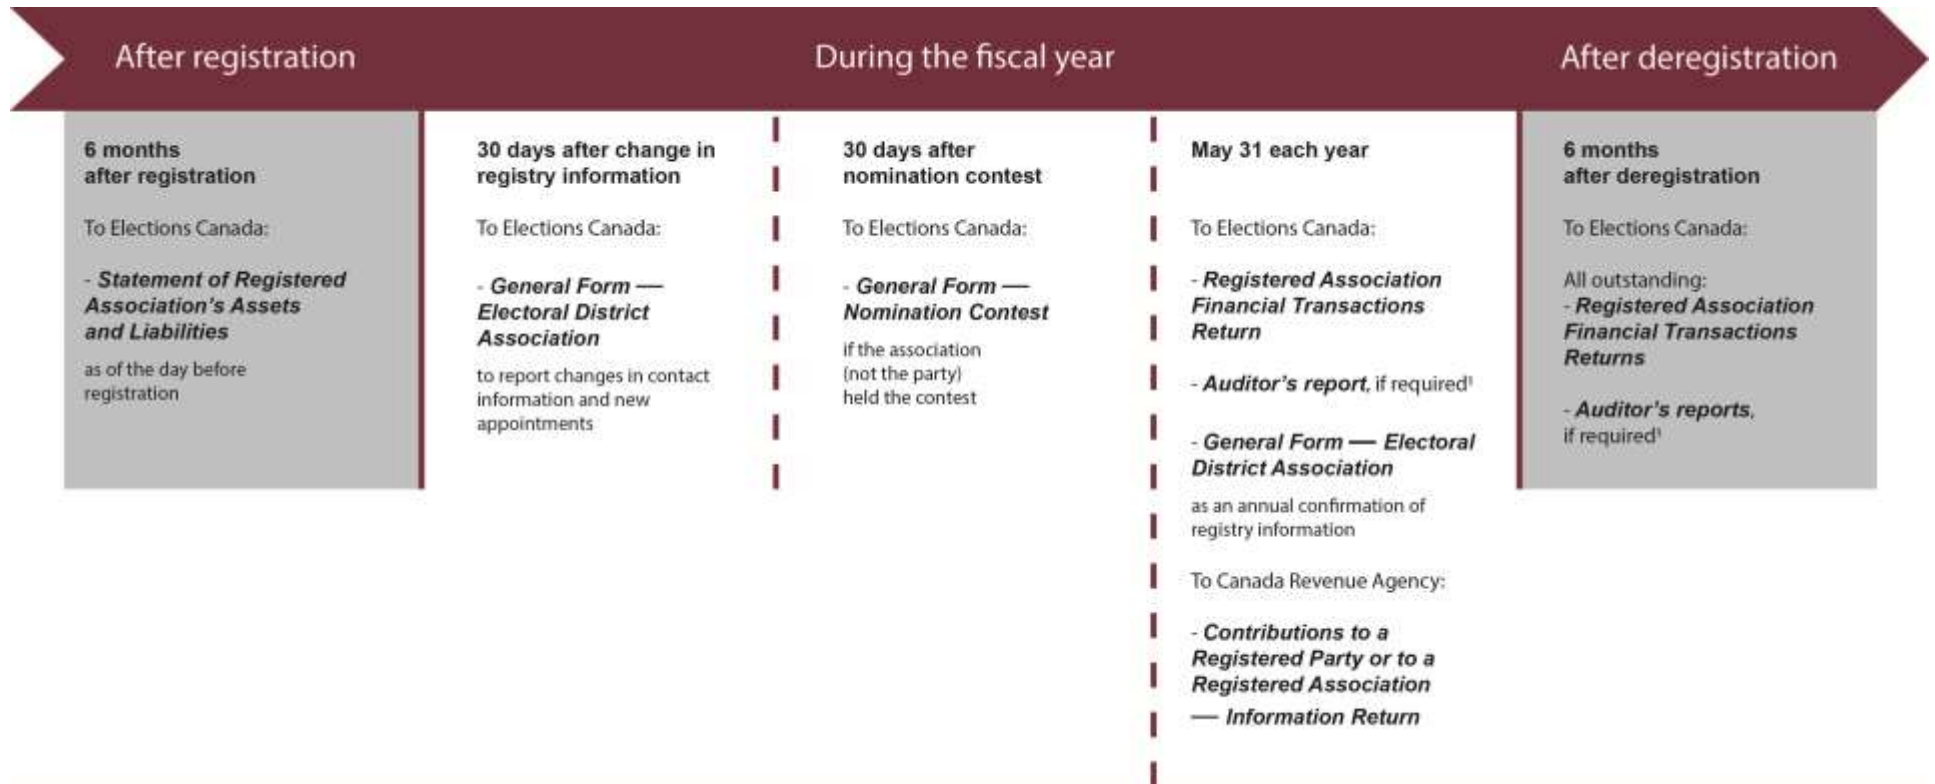 After registration
During the fiscal year
After deregistration
6 months
after registration
To Elections Canada:
- Statement of Registered
Association’s Assets
and Liabilities
as of the day before
registration
30 days after change in
registry information
To Elections Canada:
- General Form —
Electoral District
Association
to report changes in contact
information and new
appointments
30 days after
nomination contest
To Elections Canada:
- General Form —
Nomination Contest
if the association
(not the party)
held the contest
May 31 each year
To Elections Canada:
- Registered Association
Financial Transactions
Return
- Auditor’s report, if required¹
- General Form — Electoral
District Association
as an annual confirmation of
registry information
To Canada Revenue Agency:
- Contributions to a
Registered Party or to a
Registered Association
— Information Return
6 months
after deregistration
To Elections Canada:
All outstanding:
- Registered Association
Financial Transactions
Returns
- Auditor’s reports,
if required¹